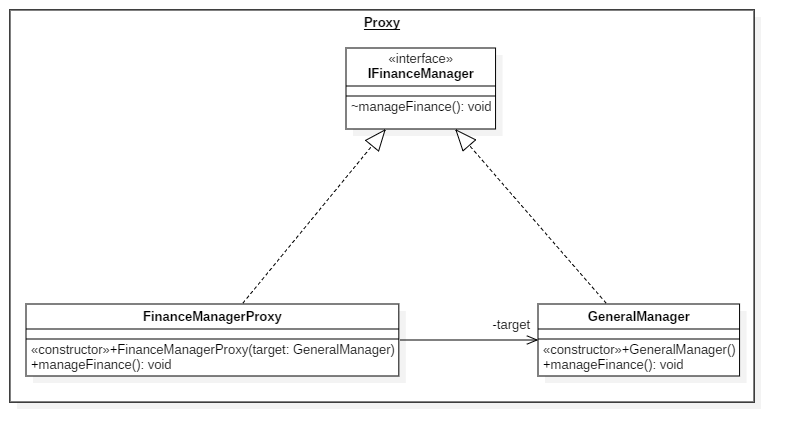 Proxy
«interface»
IFinanceManager
~manageFinance(): void
FinanceManagerProxy
«constructor»+FinanceManagerProxy(target: GeneralManager)
+manageFinance(): void
-target
GeneralManager
«constructor»+GeneralManager()
+manageFinance(): void